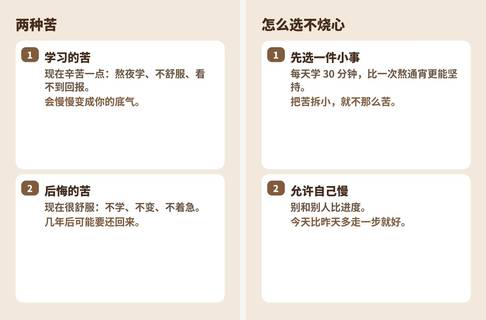 两种苦
1 学习的苦
现在辛苦一点：熬夜学、不舒服、看
不到回报。
会慢慢变成你的底气。
2 后悔的苦
现在很舒服：不学、不变、不着急。
几年后可能要还回来。
怎么选不烧心
1 先选一件小事
每天学 30 分钟，比一次熬通宵更能坚
持。
把苦拆小，就不那么苦。
2 允许自己慢
别和别人比进度。
今天比昨天多走一步就好。